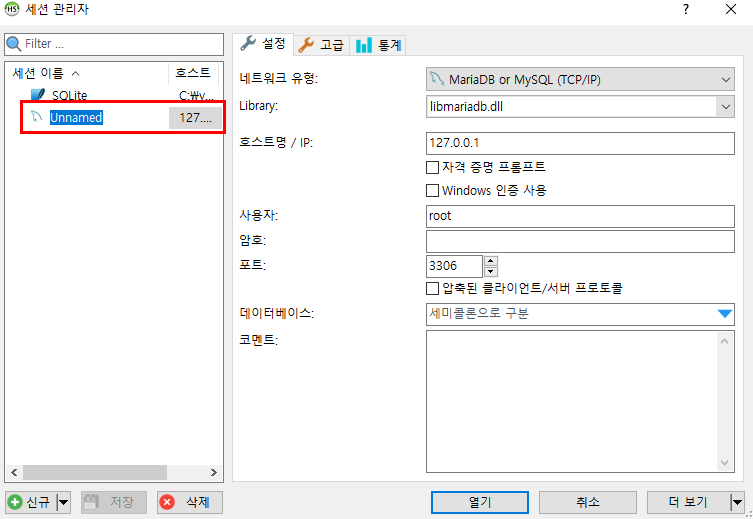 HS 세션 관리자 ?
Filter ...
세션 이름 호스트
SQLite C:￦v...
Unnamed 127....
설정 고급 통계
네트워크 유형: MariaDB or MySQL (TCP/IP)
Library: libmariadb.dll
호스트명 / IP: 127.0.0.1
자격 증명 프롬프트
Windows 인증 사용
사용자: root
암호:
포트: 3306
압축된 클라이언트/서버 프로토콜
데이터베이스: 세미콜론으로 구분
코멘트:
신규 저장 삭제 열기 취소 더 보기